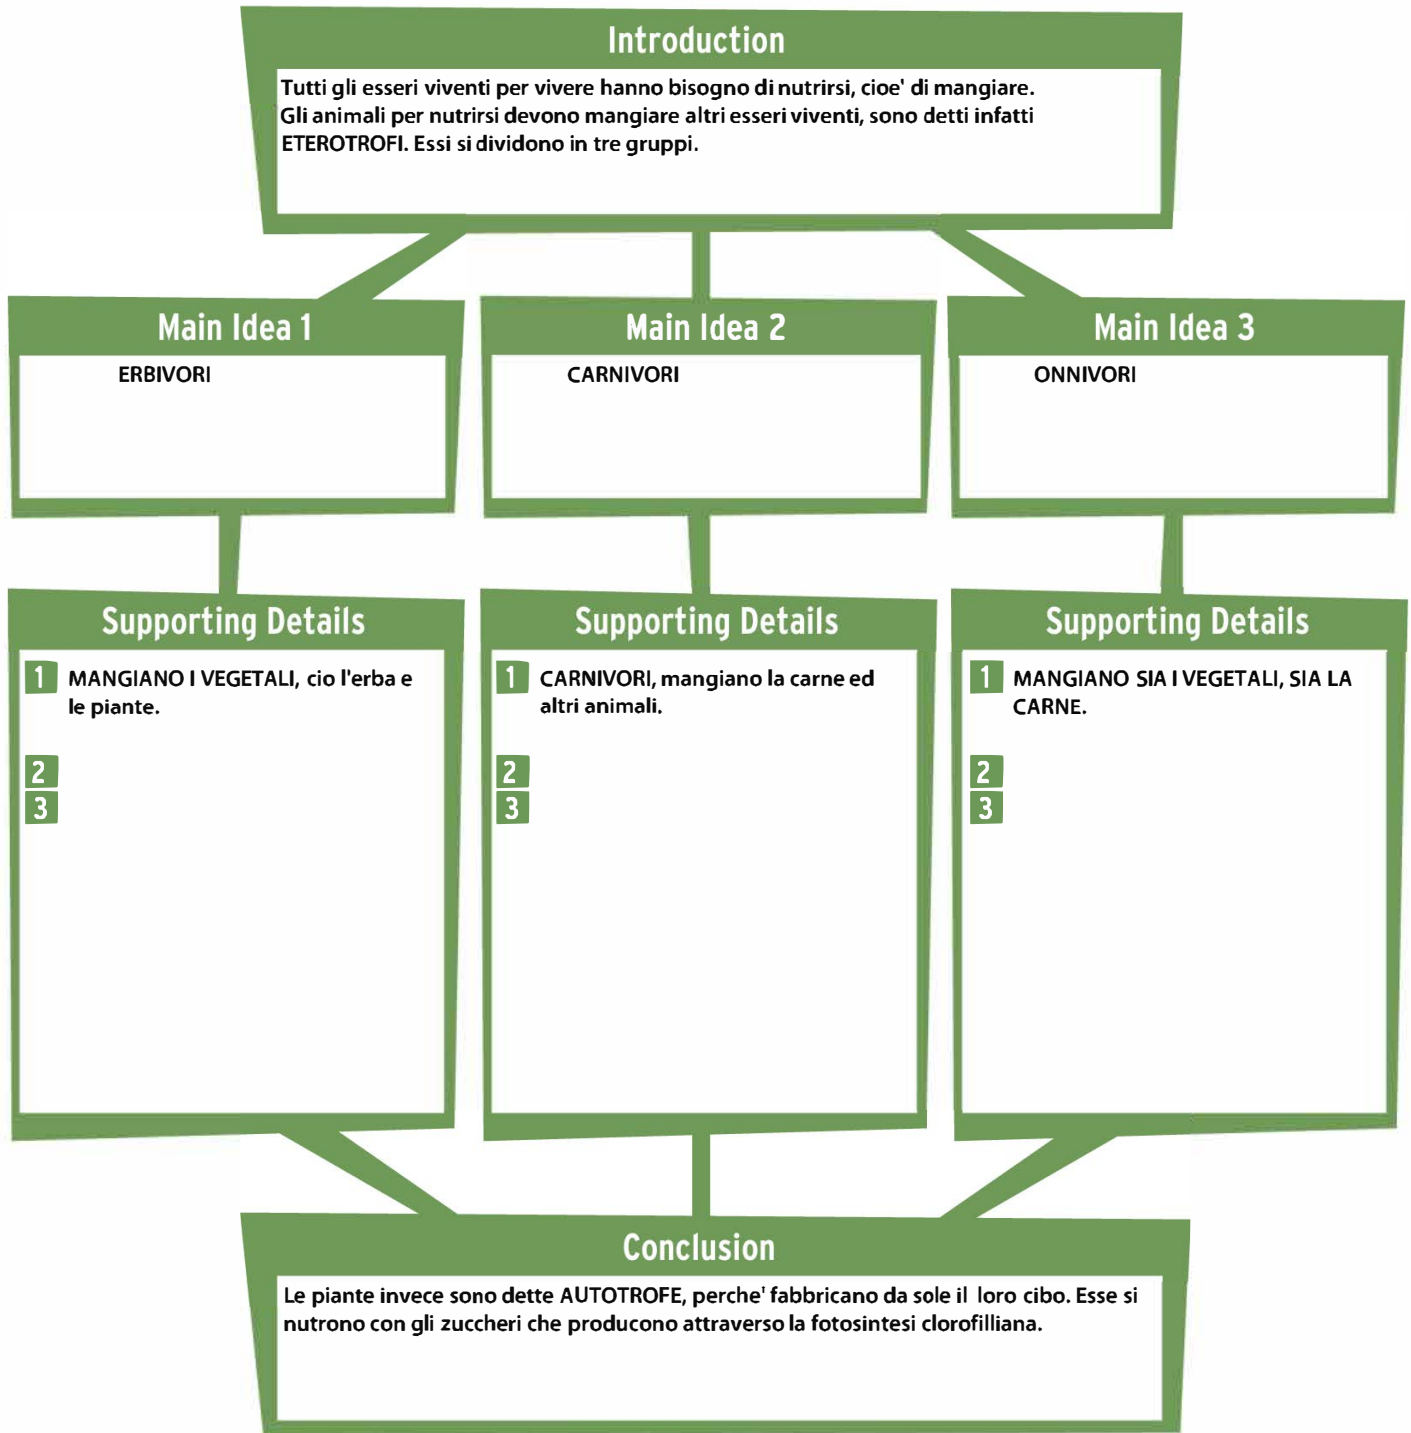 Introduction
Tutti gli esseri viventi per vivere hanno bisogno di nutrirsi, cioe' di mangiare.
Gli animali per nutrirsi devono mangiare altri esseri viventi, sono detti infatti
ETEROTROFI. Essi si dividono in tre gruppi.
Main Idea 1
ERBIVORI
Main Idea 2
CARNIVORI
Main Idea 3
ONNIVORI
Supporting Details
1 MANGIANO I VEGETALI, cio l'erba e
le piante.
2
3
Supporting Details
1 CARNIVORI, mangiano la carne ed
altri animali.
2
3
Supporting Details
1 MANGIANO SIA I VEGETALI, SIA LA
CARNE.
2
3
Conclusion
Le piante invece sono dette AUTOTROFE, perche' fabbricano da sole il loro cibo. Esse si
nutrono con gli zuccheri che producono attraverso la fotosintesi clorofilliana.